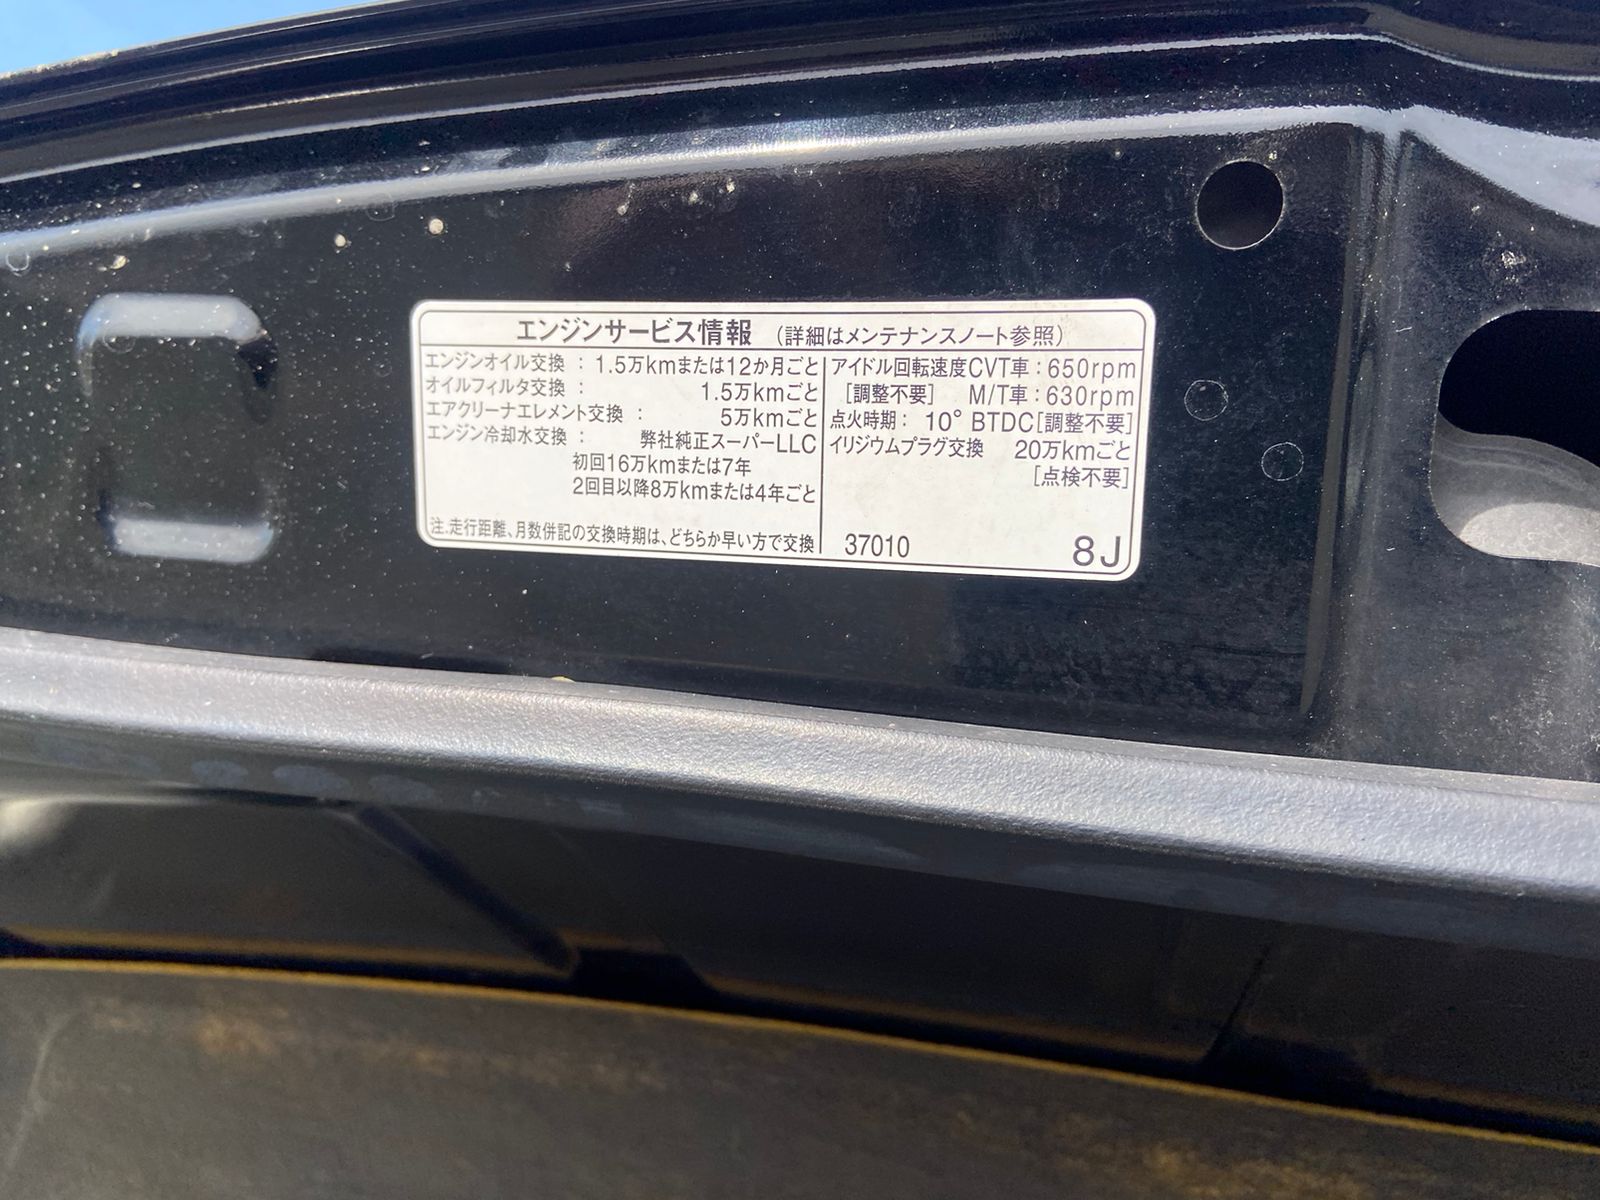 エンジンサービス情報 (詳細はメンテナンスノート参照)
エンジンオイル交換 : 1.5万kmまたは12か月ごと
オイルフィルタ交換 : 1.5万kmごと
エアクリーナエレメント交換 : 5万kmごと
エンジン冷却水交換 : 弊社純正スーパーLLC
初回16万kmまたは7年
2回目以降8万kmまたは4年ごと
注.走行距離、月数併記の交換時期は、どちらか早い方で交換
アイドル回転速度CVT車 : 650rpm
[調整不要] M/T車 : 630rpm
点火時期 : 10° BTDC[調整不要]
イリジウムプラグ交換 20万kmごと
[点検不要]
37010 8J